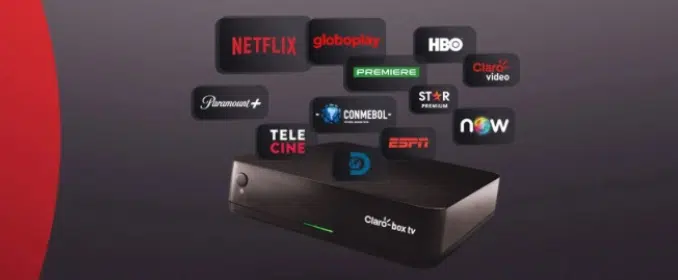 NETFLIX
globoplay
HBO
PREMIERE
Claro
video
Paramount+
STAR
PREMIUM
CONMEBOL
now
TELE
CINE
ESPN
D
Claro box tv